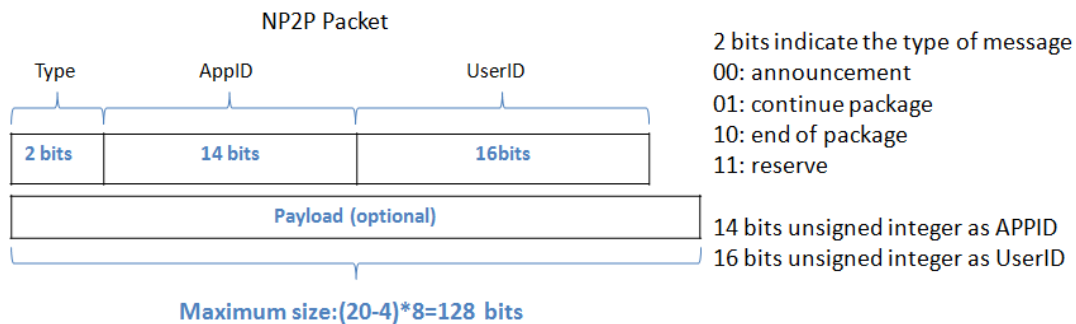 NP2P Packet
Type AppID UserID
2 bits 14 bits 16bits
Payload (optional)
Maximum size:(20-4)*8=128 bits
2 bits indicate the type of message
00: announcement
01: continue package
10: end of package
11: reserve
14 bits unsigned integer as APPID
16 bits unsigned integer as UserID